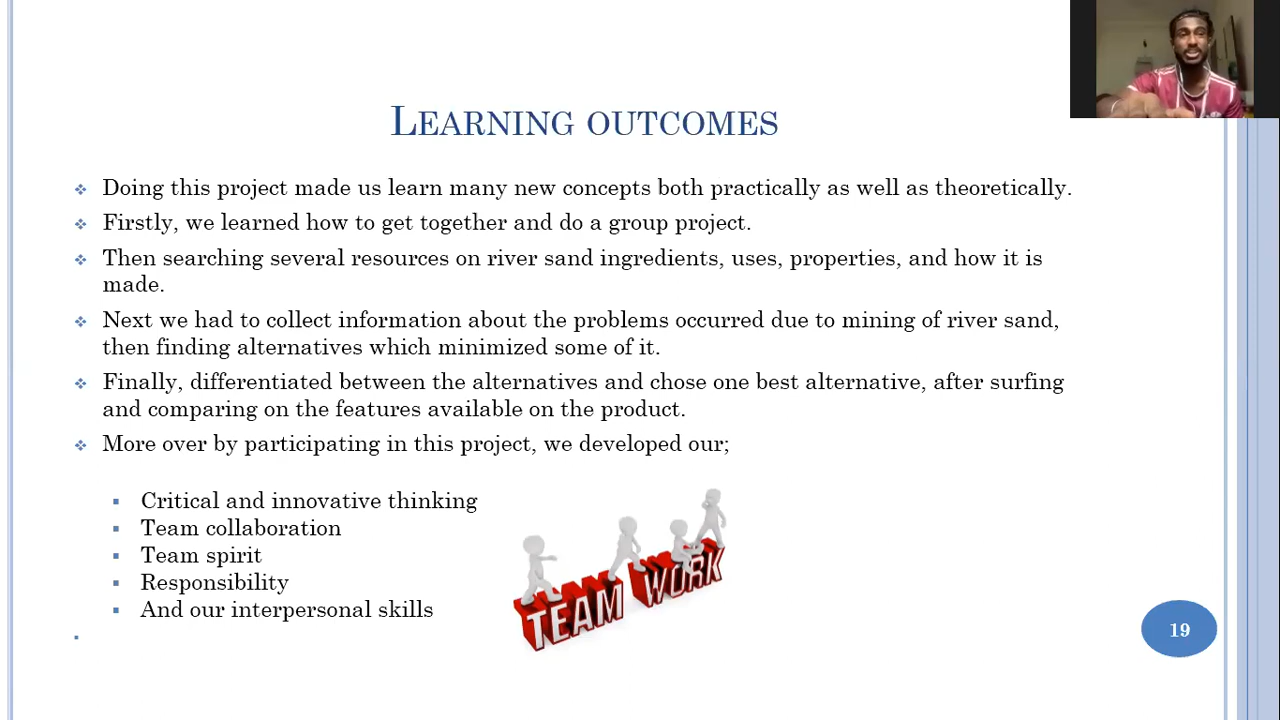 LEARNING OUTCOMES
Doing this project made us learn many new concepts both practically as well as theoretically.
Firstly, we learned how to get together and do a group project.
Then searching several resources on river sand ingredients, uses, properties, and how it is
made.
Next we had to collect information about the problems occurred due to mining of river sand,
then finding alternatives which minimized some of it.
Finally, differentiated between the alternatives and chose one best alternative, after surfing
and comparing on the features available on the product.
More over by participating in this project, we developed our;
Critical and innovative thinking
Team collaboration
Team spirit
Responsibility
And our interpersonal skills
TEAM WORK
19